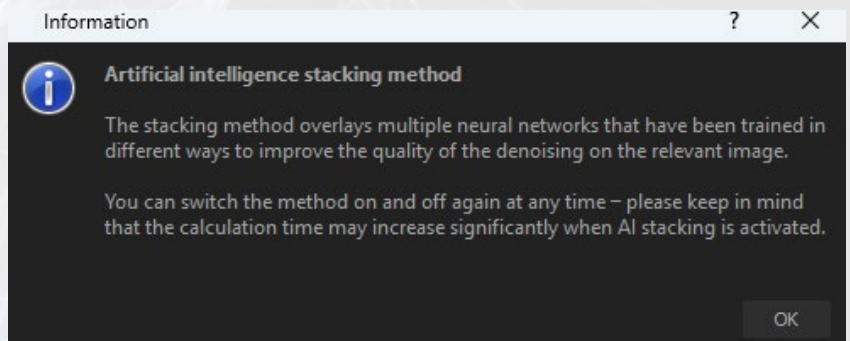 Information ?
Artificial intelligence stacking method
The stacking method overlays multiple neural networks that have been trained in
different ways to improve the quality of the denoising on the relevant image.
You can switch the method on and off again at any time – please keep in mind
that the calculation time may increase significantly when AI stacking is activated.
OK